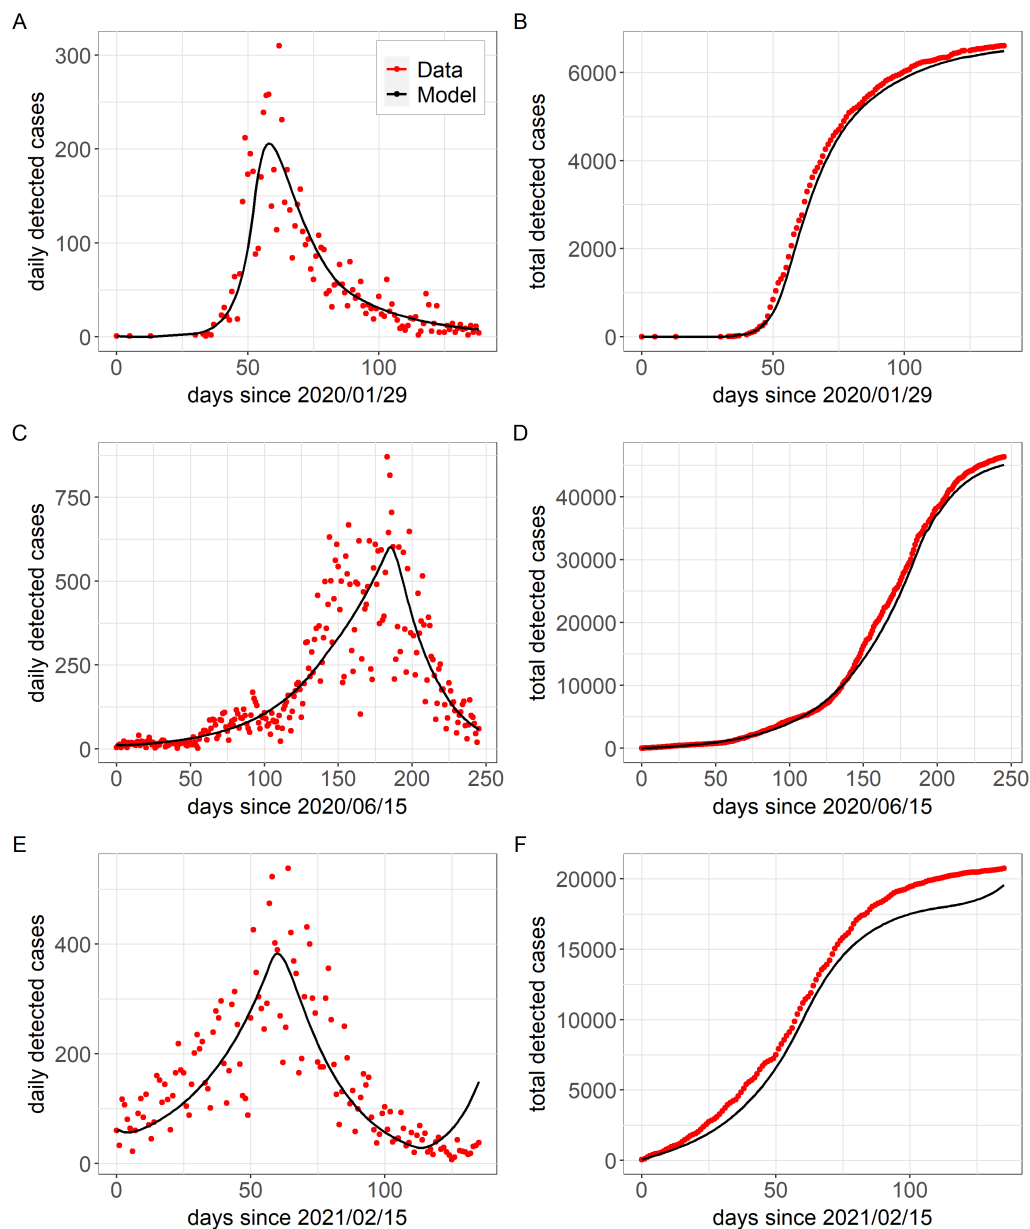 A
B
daily detected cases
300
200
100
0
Data
Model
0
50
100
days since 2020/01/29
total detected cases
6000
4000
2000
0
0
50
100
days since 2020/01/29
C
D
daily detected cases
750
500
250
0
0
50
100
150
200
250
days since 2020/06/15
total detected cases
40000
30000
20000
10000
0
0
50
100
150
200
250
days since 2020/06/15
E
F
daily detected cases
400
200
0
0
50
100
days since 2021/02/15
total detected cases
20000
15000
10000
5000
0
0
50
100
days since 2021/02/15